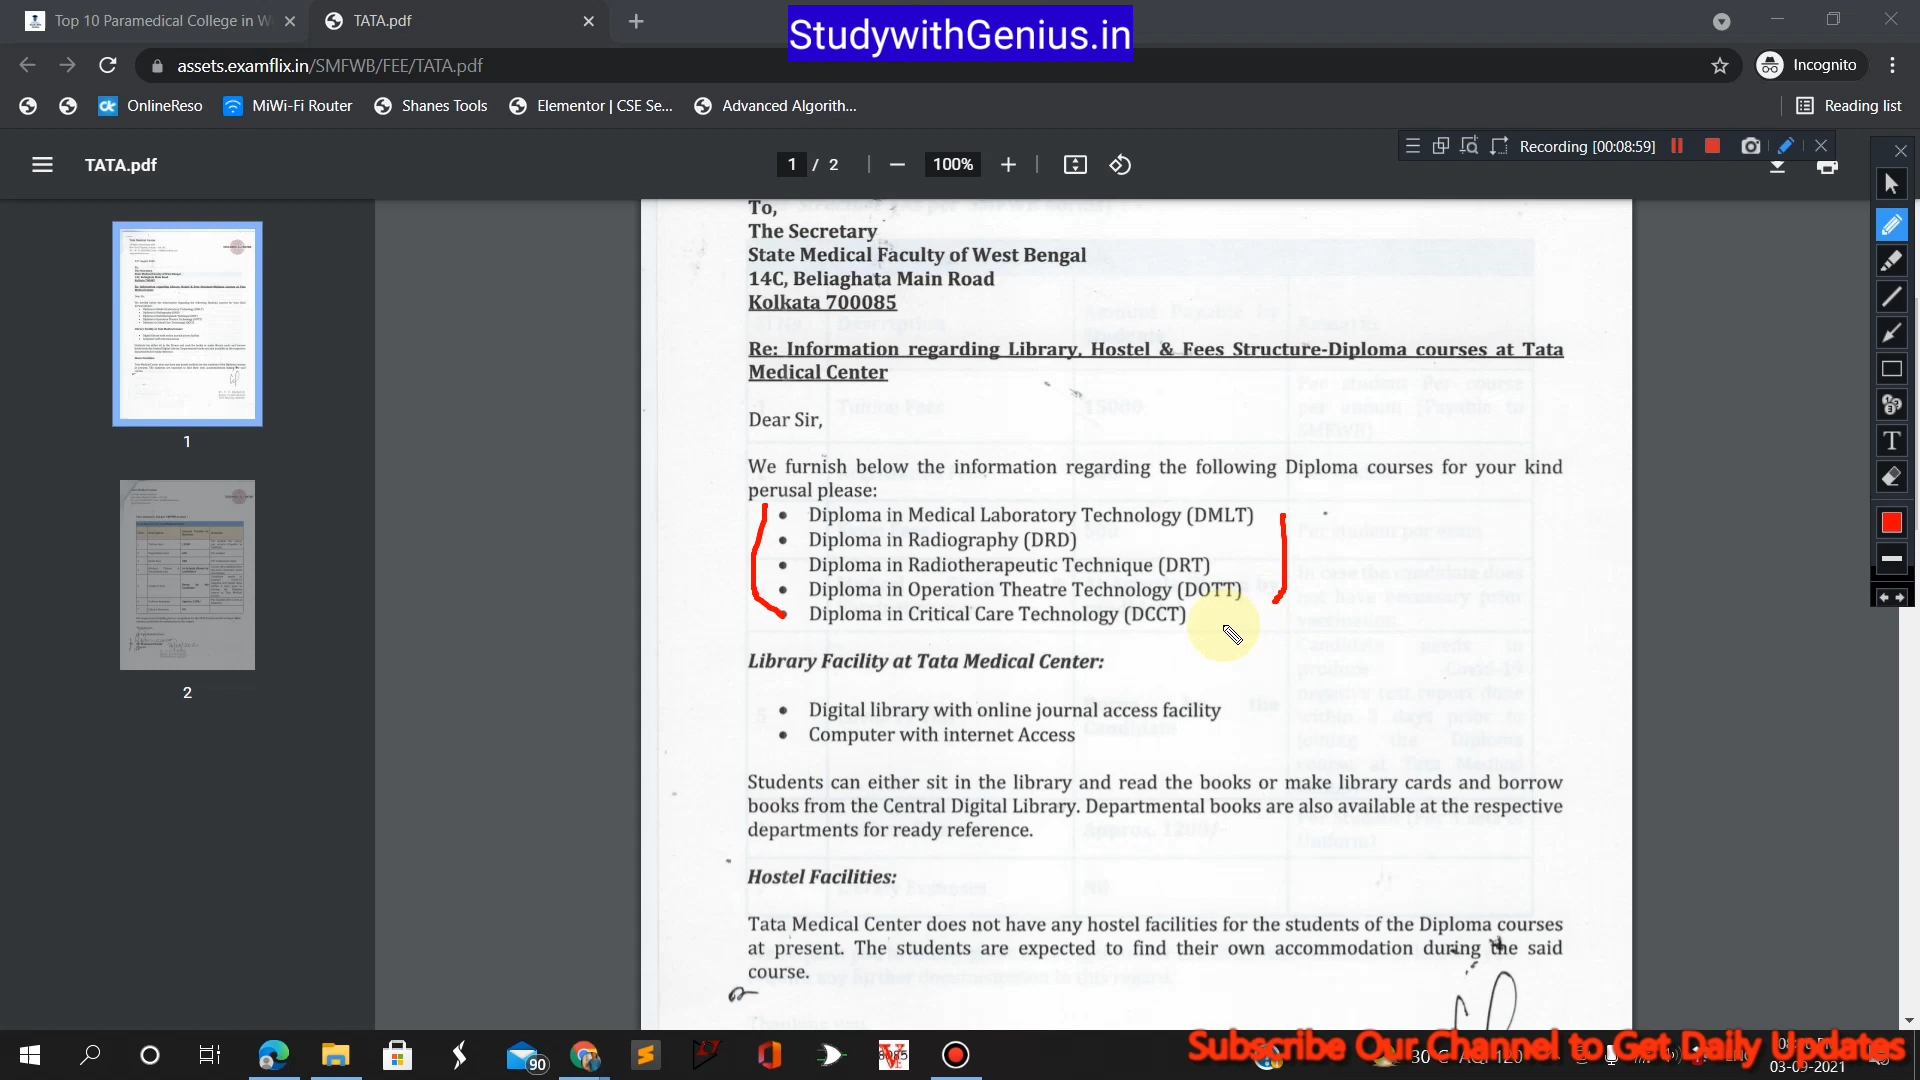 Top 10 Paramedical College in W
TATA.pdf
StudywithGenius.in
assets.examflix.in/SMFWB/FEE/TATA.pdf
Incognito
OnlineReso
MiWi-Fi Router
Shanes Tools
Elementor | CSE Se...
Advanced Algorith...
Reading list
TATA.pdf
1 / 2
100%
Recording [00:08:59]
To,
The Secretary
State Medical Faculty of West Bengal
14C, Beliaghata Main Road
Kolkata 700085
Re: Information regarding Library, Hostel & Fees Structure-Diploma courses at Tata
Medical Center
Dear Sir,
We furnish below the information regarding the following Diploma courses for your kind
perusal please:
• Diploma in Medical Laboratory Technology (DMLT)
• Diploma in Radiography (DRD)
• Diploma in Radiotherapeutic Technique (DRT)
• Diploma in Operation Theatre Technology (DOTT)
• Diploma in Critical Care Technology (DCCT)
Library Facility at Tata Medical Center:
• Digital library with online journal access facility
• Computer with internet Access
Students can either sit in the library and read the books or make library cards and borrow
books from the Central Digital Library. Departmental books are also available at the respective
departments for ready reference.
Hostel Facilities:
Tata Medical Center does not have any hostel facilities for the students of the Diploma courses
at present. The students are expected to find their own accommodation during the said
course.
1
2
90
8085
Subscribe Our Channel to Get Daily Updates
30°C AQI 120
03-09-2021